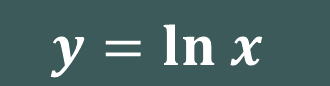 y = ln x